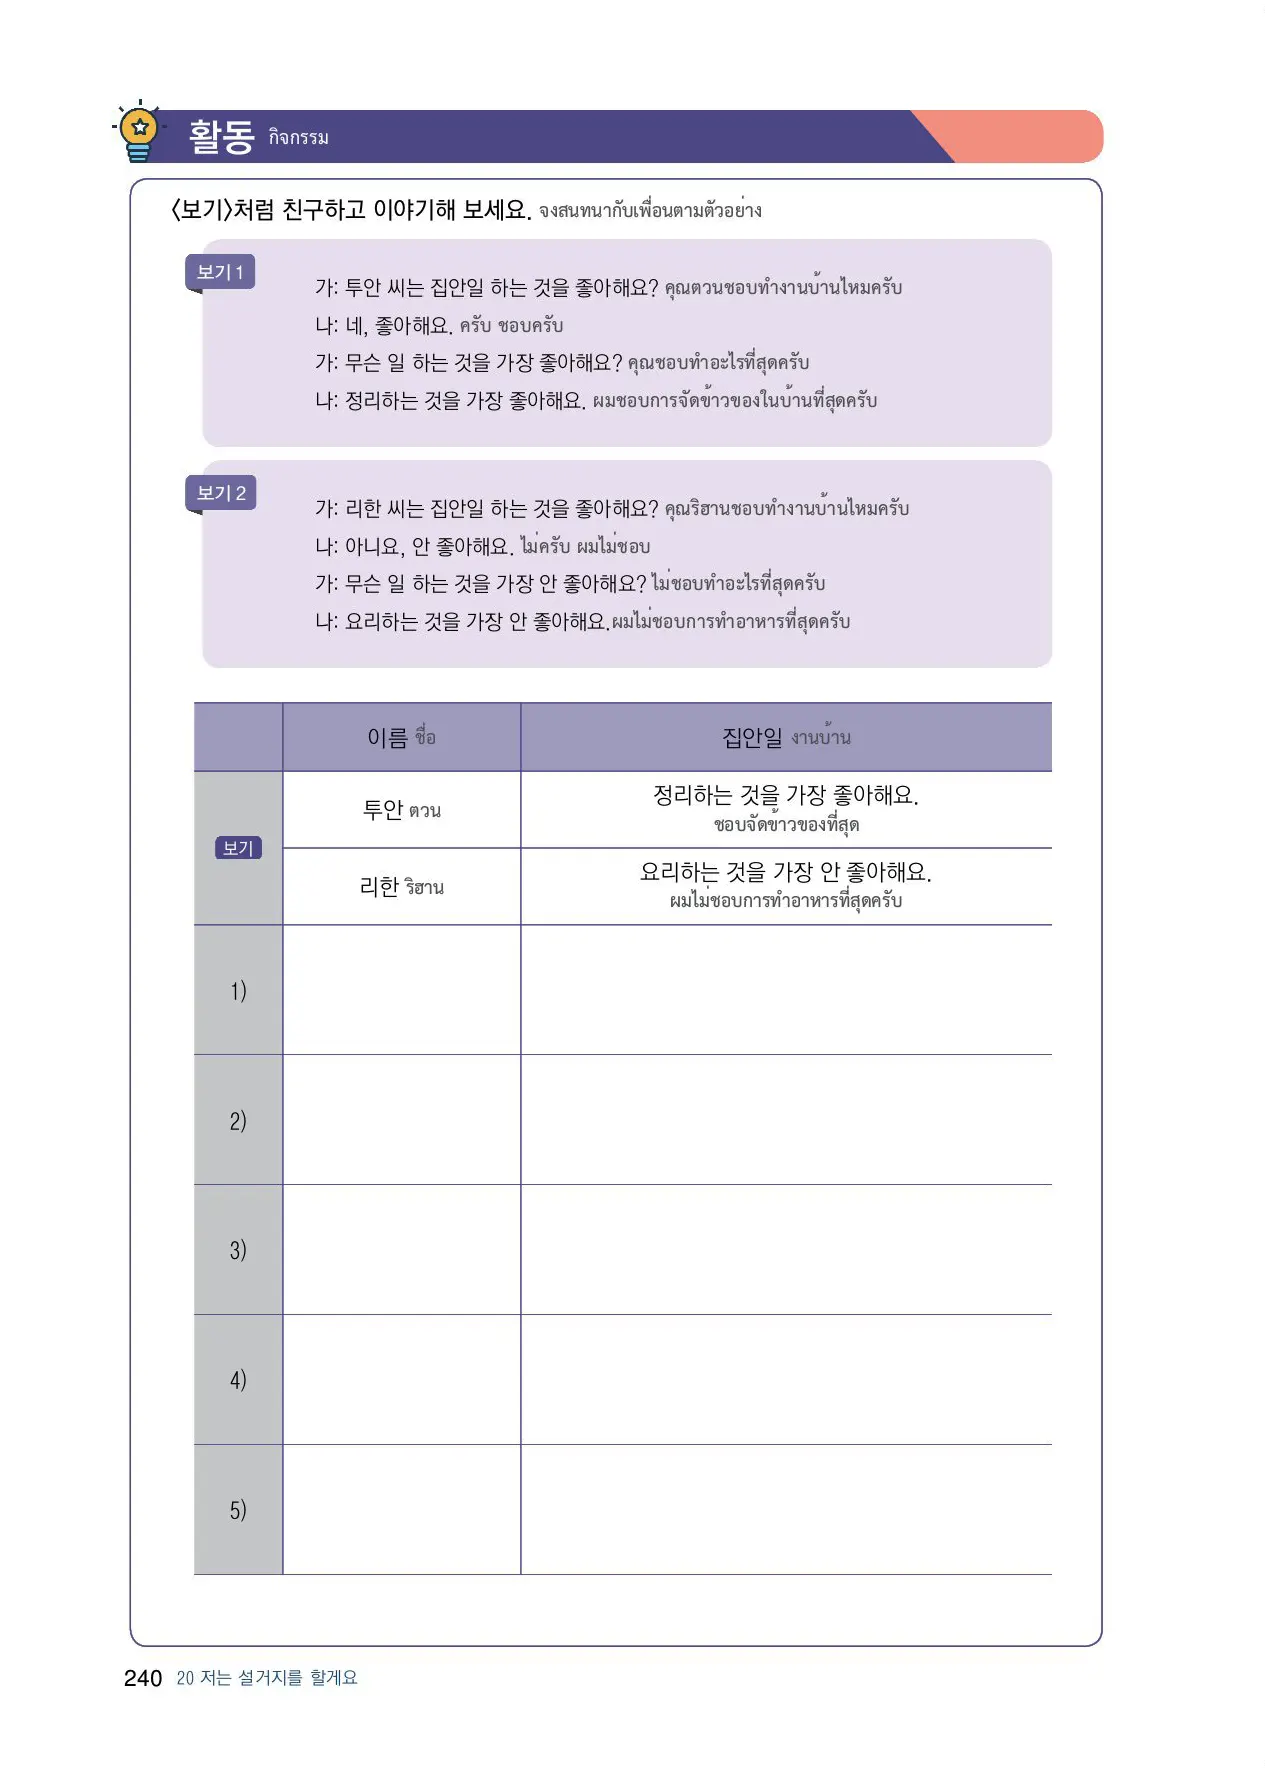 활동 กิจกรรม
<보기>처럼 친구하고 이야기해 보세요. จงสนทนากับเพื่อนตามตัวอย่าง
보기 1
가: 투안 씨는 집안일 하는 것을 좋아해요? คุณตวนชอบทำงานบ้านไหมครับ
나: 네, 좋아해요. ครับ ชอบครับ
가: 무슨 일 하는 것을 가장 좋아해요? คุณชอบทำอะไรที่สุดครับ
나: 정리하는 것을 가장 좋아해요. ผมชอบการจัดข้าวของในบ้านที่สุดครับ
보기 2
가: 리한 씨는 집안일 하는 것을 좋아해요? คุณริฮานชอบทำงานบ้านไหมครับ
나: 아니요, 안 좋아해요. ไม่ครับ ผมไม่ชอบ
가: 무슨 일 하는 것을 가장 안 좋아해요? ไม่ชอบทำอะไรที่สุดครับ
나: 요리하는 것을 가장 안 좋아해요. ผมไม่ชอบการทำอาหารที่สุดครับ
이름 ชื่อ 집안일 งานบ้าน
보기
투안 ตวน
정리하는 것을 가장 좋아해요.
ชอบจัดข้าวของที่สุด
리한 ริฮาน
요리하는 것을 가장 안 좋아해요.
ผมไม่ชอบการทำอาหารที่สุดครับ
1)
2)
3)
4)
5)
240 20 저는 설거지를 할게요